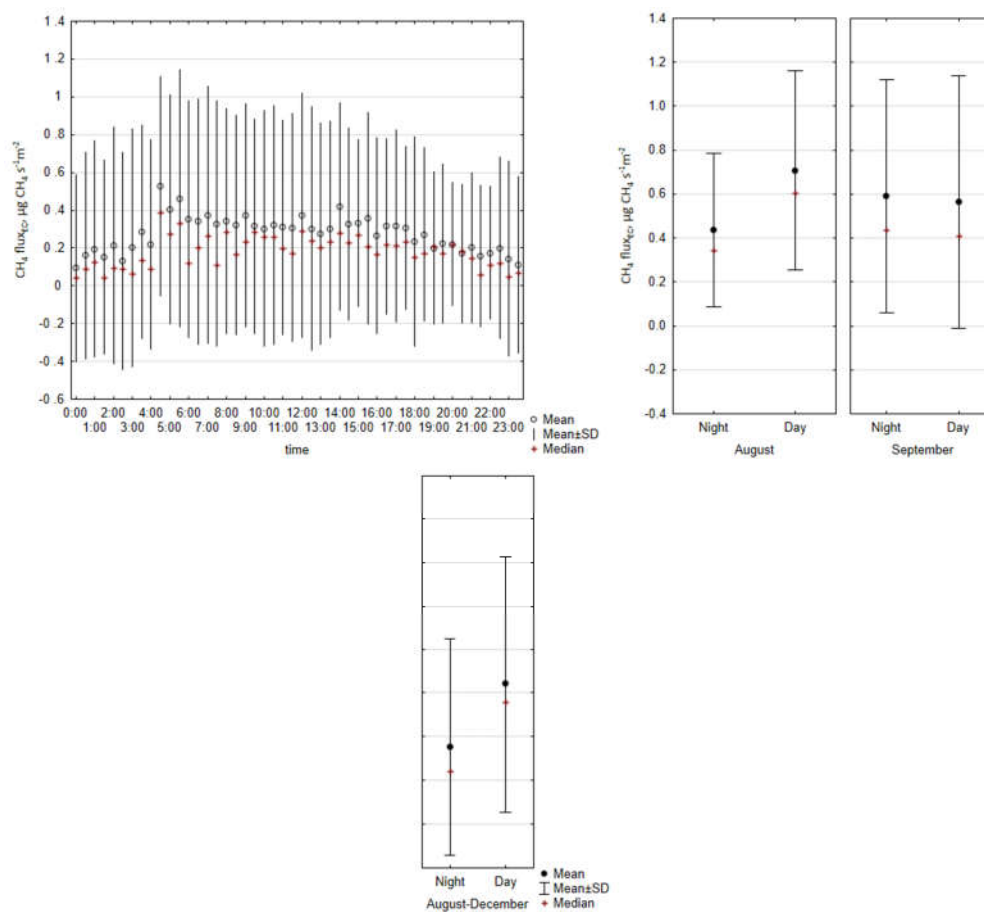 CH₄ flux_EC, µg CH₄ s⁻¹m⁻²
1.4
1.2
1
0.8
0.6
0.4
0.2
0
-0.2
-0.4
-0.6
0:00 2:00 4:00 6:00 8:00 10:00 12:00 14:00 16:00 18:00 20:00 22:00
1:00 3:00 5:00 7:00 9:00 11:00 13:00 15:00 17:00 19:00 21:00 23:00
time
Mean
Mean±SD
Median
CH₄ flux_EC, µg CH₄ s⁻¹m⁻²
1.4
1.2
1.0
0.8
0.6
0.4
0.2
0.0
-0.2
-0.4
Night Day
August
Night Day
September
Night Day
August-December
Mean
Mean±SD
Median